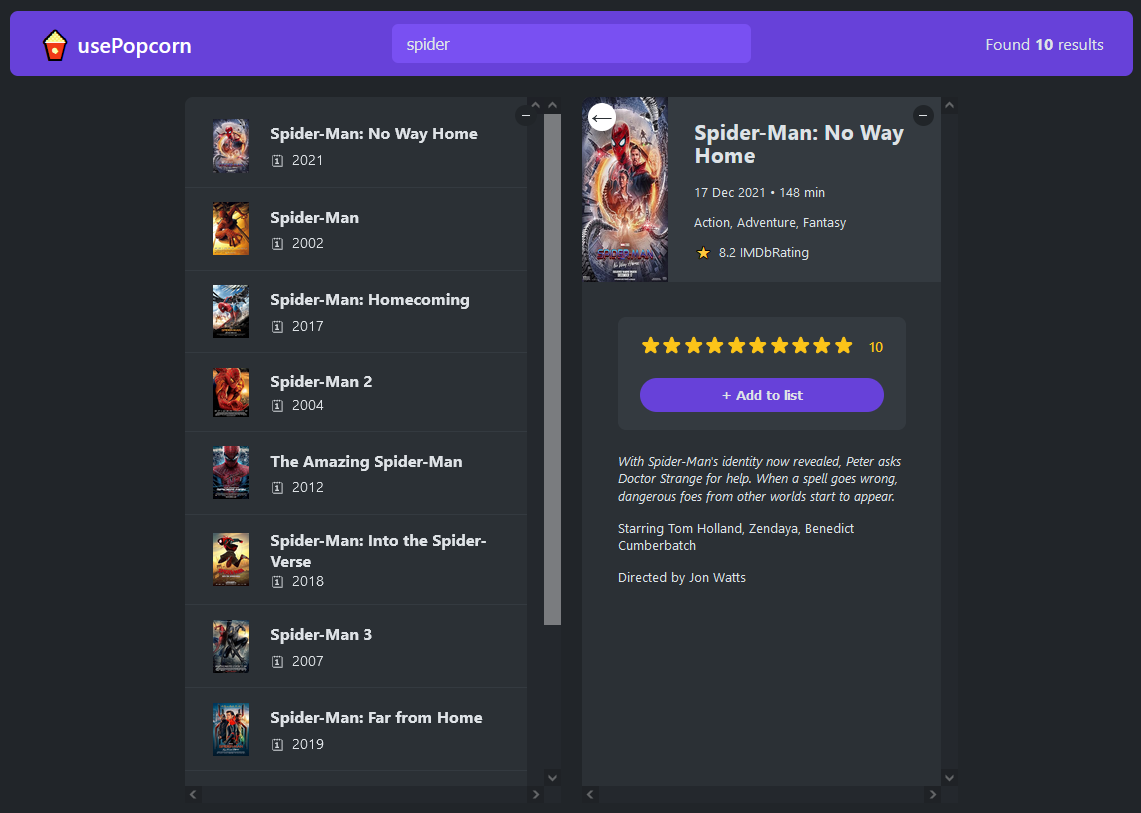 usePopcorn
spider
Found 10 results
Spider-Man: No Way Home
2021
Spider-Man
2002
Spider-Man: Homecoming
2017
Spider-Man 2
2004
The Amazing Spider-Man
2012
Spider-Man: Into the Spider-
Verse
2018
Spider-Man 3
2007
Spider-Man: Far from Home
2019
Spider-Man: No Way
Home
17 Dec 2021 • 148 min
Action, Adventure, Fantasy
8.2 IMDbRating
10
+ Add to list
With Spider-Man's identity now revealed, Peter asks
Doctor Strange for help. When a spell goes wrong,
dangerous foes from other worlds start to appear.
Starring Tom Holland, Zendaya, Benedict
Cumberbatch
Directed by Jon Watts